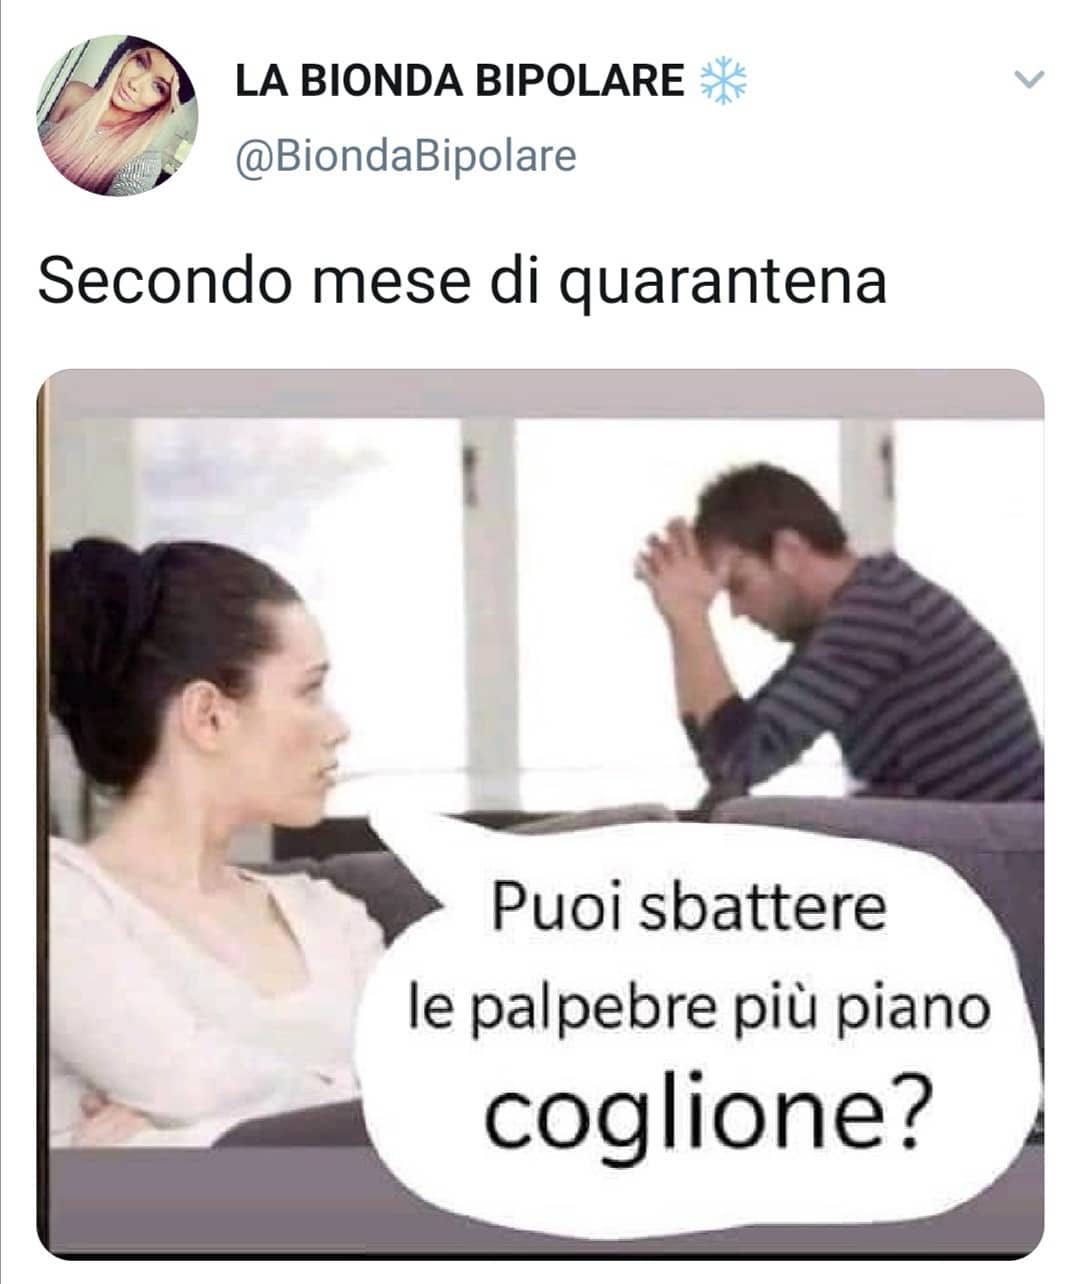 LA BIONDA BIPOLARE ❄
@BiondaBipolare
Secondo mese di quarantena
Puoi sbattere
le palpebre più piano
coglione?